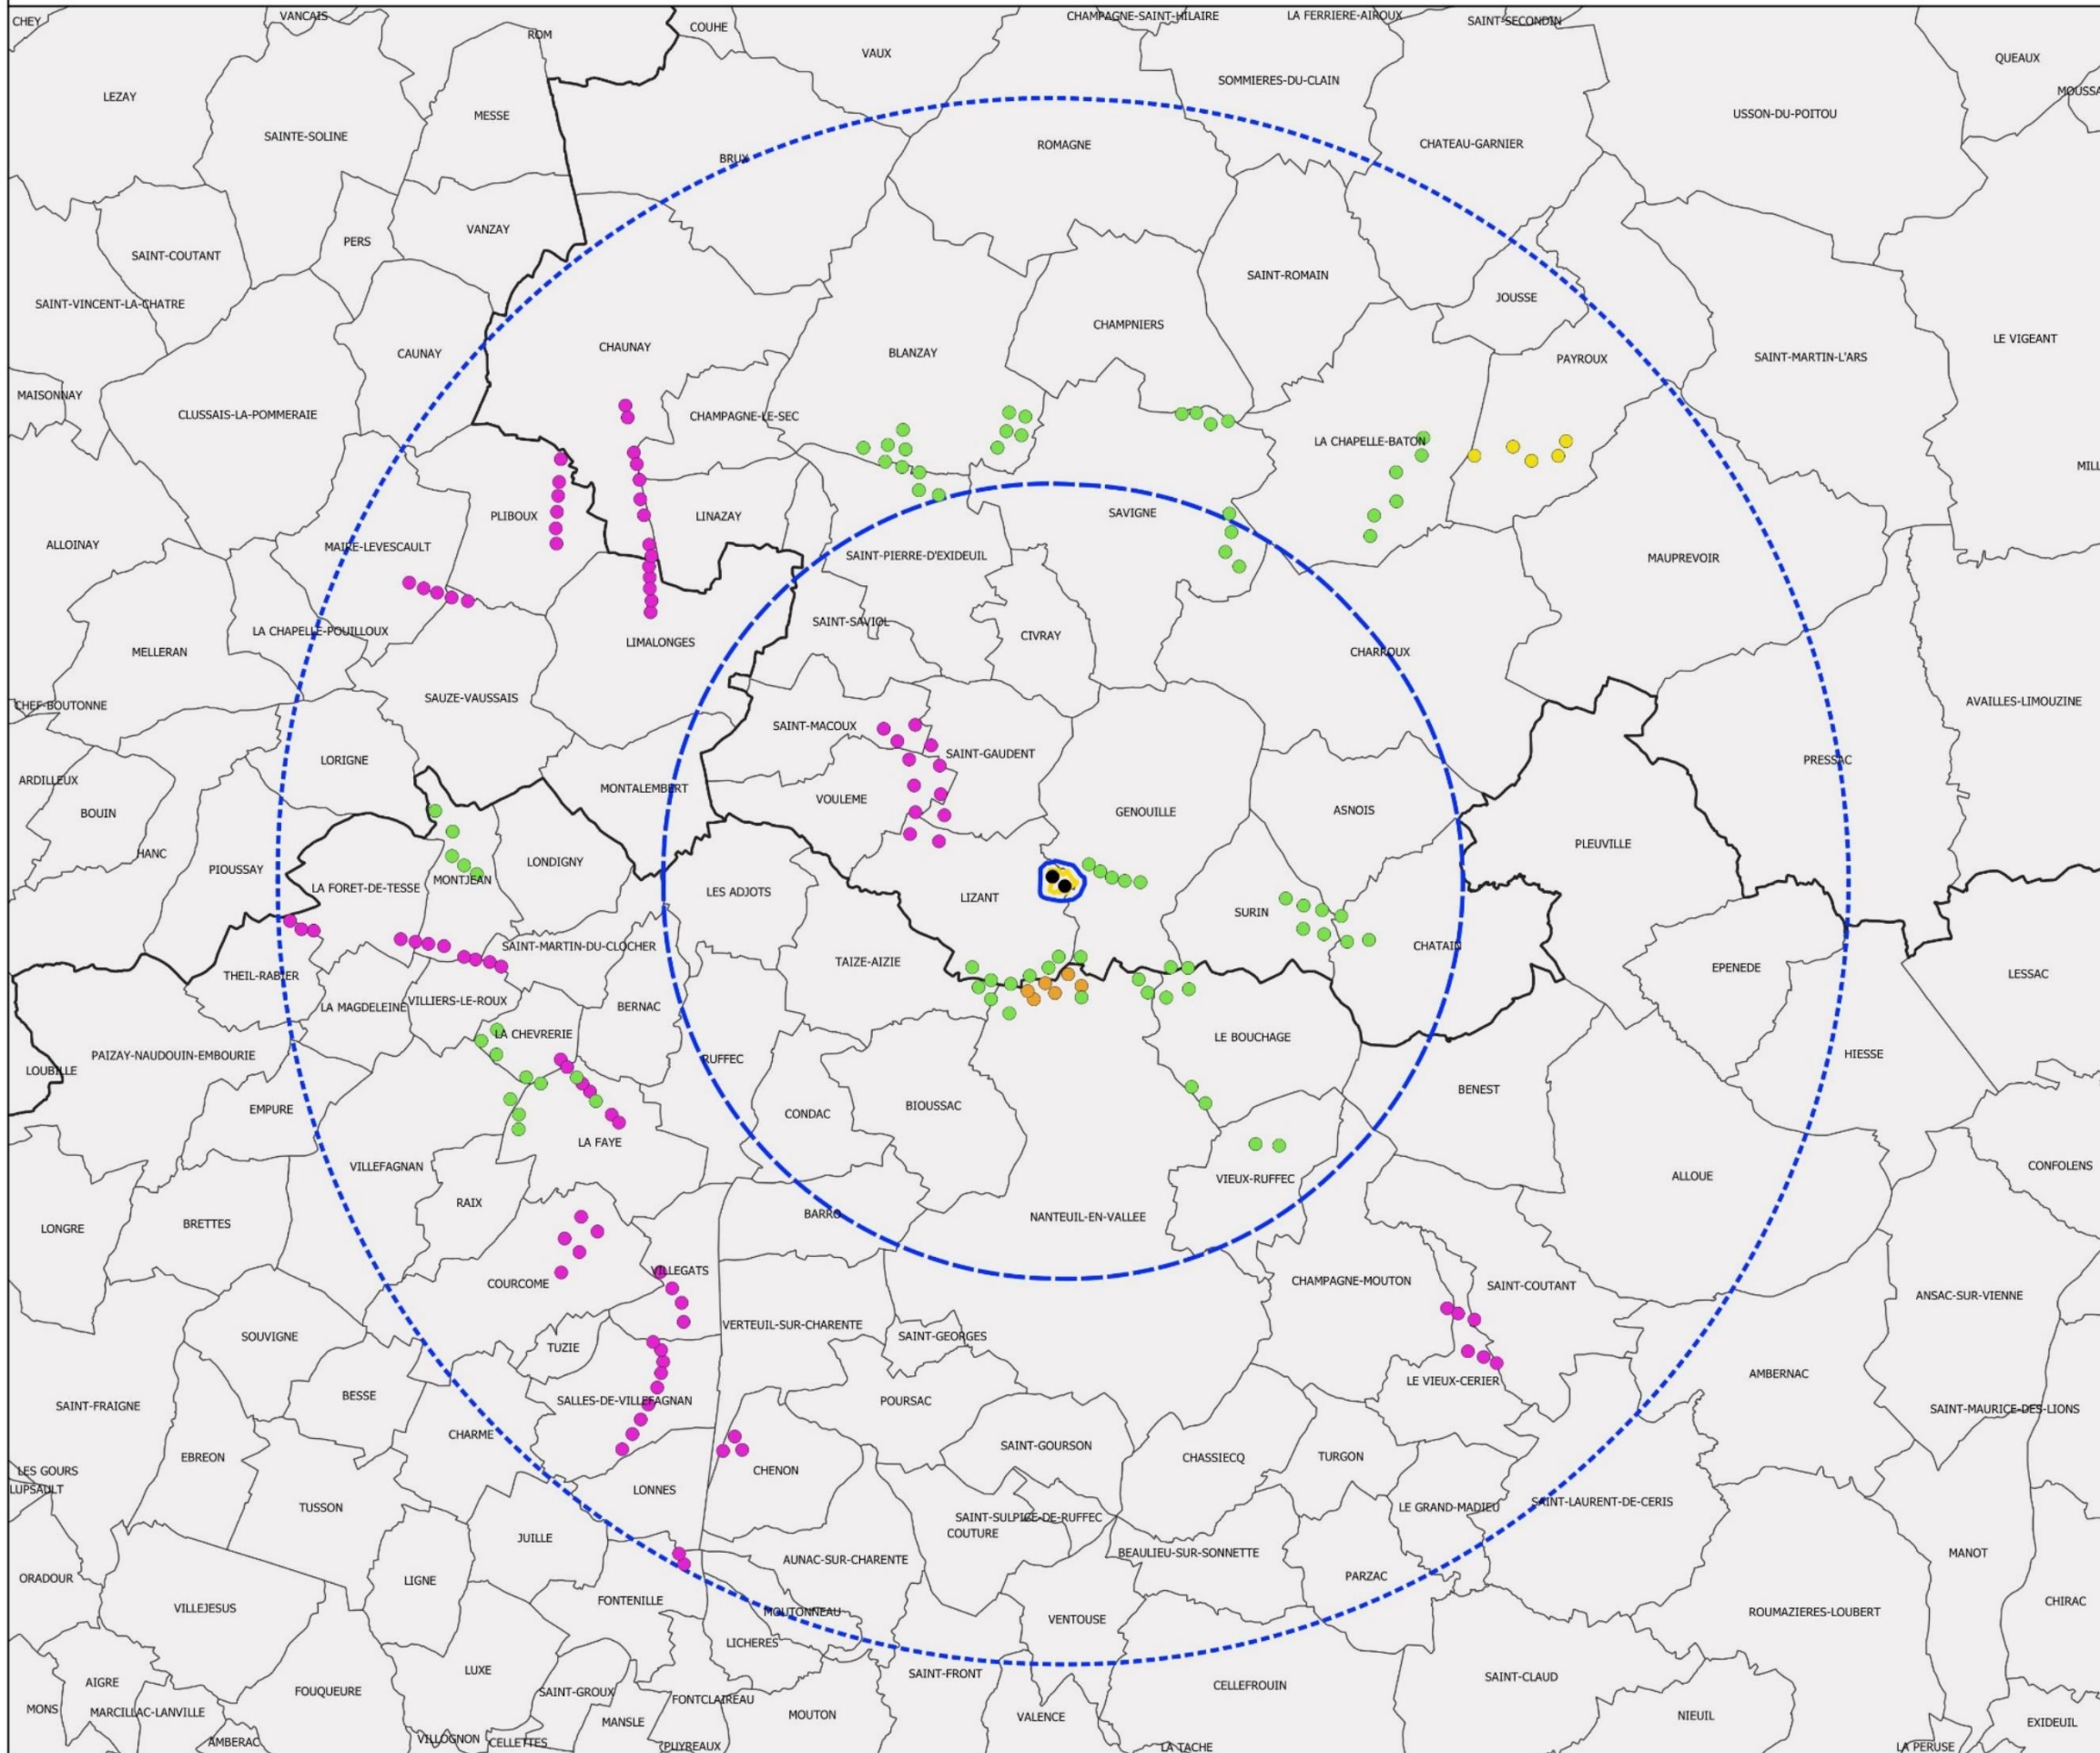 CHEY
VANCAIS
ROM
COUHE
VAUX
CHAMPAGNE-SAINT-HILAIRE
LA FERRIERE-AIROUX
SAINT-SECONDIN
QUEAUX
LEZAY
SAINTE-SOLINE
MESSE
SOMMIERES-DU-CLAIN
USSON-DU-POITOU
MOUSSA
BRUX
ROMAGNE
CHATEAU-GARNIER
SAINT-COUTANT
PERS
VANZAY
SAINT-ROMAIN
JOUSSE
SAINT-VINCENT-LA-CHATRE
CAUNAY
CHAUNAY
BLANZAY
CHAMPNIERS
PAYROUX
SAINT-MARTIN-L'ARS
LE VIGEANT
MAISONNAY
CLUSSAIS-LA-POMMERAIE
CHAMPAGNE-LE-SEC
LA CHAPELLE-BATON
MILL
ALLOINAY
MAIRE-LEVESCAULT
PLIBOUX
LINAZAY
SAINT-PIERRE-D'EXIDEUIL
SAVIGNE
MAUPREVOIR
MELLERAN
LA CHAPELLE-POUILLOUX
LIMALONGES
SAINT-SAVIOL
CIVRAY
CHARROUX
CHEF-BOUTONNE
SAUZE-VAUSSAIS
SAINT-MACOUX
SAINT-GAUDENT
AVAILLES-LIMOUZINE
ARDILLEUX
BOUIN
LORIGNE
MONTALEMBERT
VOULEME
GENOUILLE
ASNOIS
PRESSAC
HANC
PIOUSSAY
LA FORET-DE-TESSE
MONTJEAN
LONDIGNY
LES ADJOTS
LIZANT
SURIN
CHATAIN
PLEUVILLE
THEIL-RABIER
SAINT-MARTIN-DU-CLOCHER
TAIZE-AIZIE
EPENEDE
LESSAC
LA MAGDELEINE
VILLIERS-LE-ROUX
BERNAC
LOUBILLE
PAIZAY-NAUDOUIN-EMBOURIE
LA CHEVRERIE
RUFFEC
LE BOUCHAGE
HIESSE
EMPURE
LA FAYE
CONDAC
BIOUSSAC
BENEST
LONGRE
BRETTES
VILLEFAGNAN
RAIX
BARRO
NANTEUIL-EN-VALLEE
VIEUX-RUFFEC
ALLOUE
CONFOLENS
COURCOME
VILLEGATS
CHAMPAGNE-MOUTON
SAINT-COUTANT
ANSAC-SUR-VIENNE
SOUVIGNE
TUZIE
VERTEUIL-SUR-CHARENTE
SAINT-GEORGES
SAINT-FRAIGNE
BESSE
SALLES-DE-VILLEFAGNAN
POURSAC
LE VIEUX-CERIER
AMBERNAC
SAINT-MAURICE-DES-LIONS
EBREON
CHARME
CHENON
SAINT-GOURSON
CHASSIECQ
TURGON
LES GOURS
LUPSAULT
TUSSON
LONNES
SAINT-SULPICE-DE-RUFFEC
COUTURE
LE GRAND-MADIEU
SAINT-LAURENT-DE-CERIS
JUILLE
AUNAC-SUR-CHARENTE
BEAULIEU-SUR-SONNETTE
MANOT
ORADOUR
VILLEJESUS
LIGNE
FONTENILLE
MOUTONNEAU
VENTOUSE
PARZAC
ROUMAZIERES-LOUBERT
CHIRAC
LICHERES
AIGRE
LUXE
SAINT-FRONT
CELLEFROUIN
SAINT-CLAUD
MONS
MARCILLAC-LANVILLE
FOUQUEURE
SAINT-GROUX
FONTCLAIREAU
MANSLE
MOUTON
VALENCE
NIEUIL
EXIDEUIL
AMBERAC
VILLOGNON
CELLETTES
PUYREAUX
LA TACHE
LA PERUSE